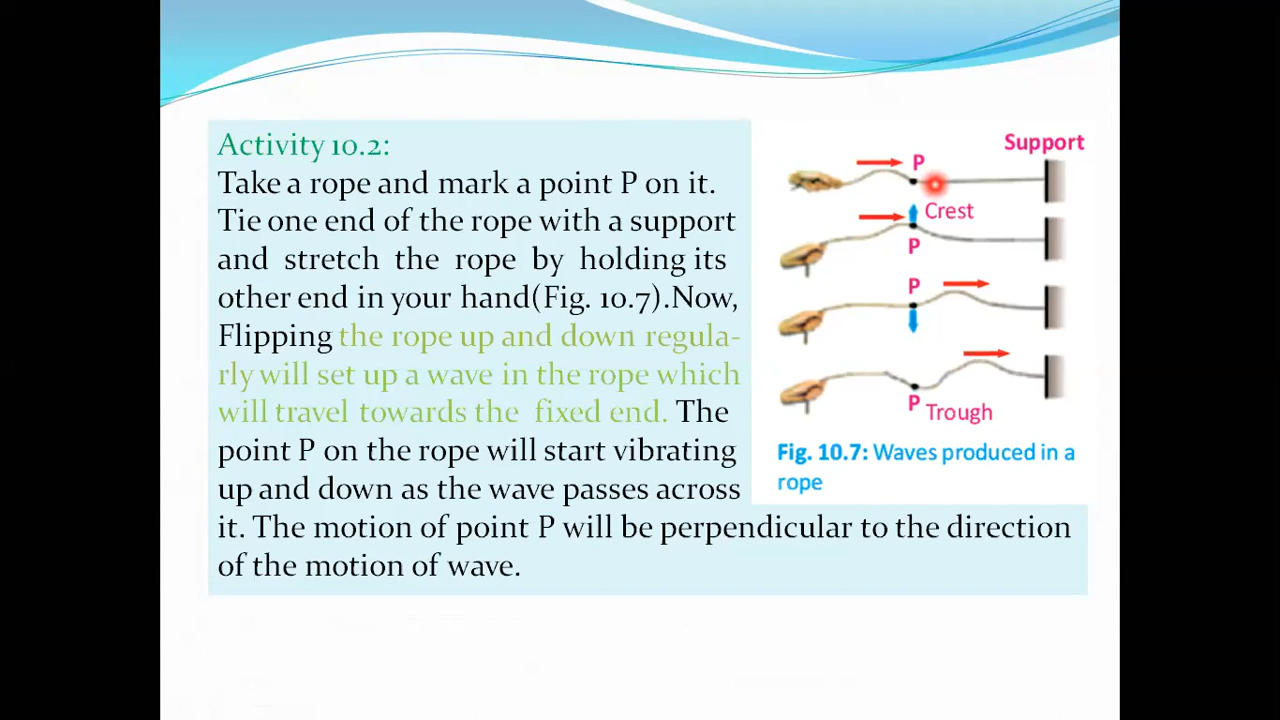 Activity 10.2:
Take a rope and mark a point P on it.
Tie one end of the rope with a support
and stretch the rope by holding its
other end in your hand(Fig. 10.7).Now,
Flipping the rope up and down regula-
rly will set up a wave in the rope which
will travel towards the fixed end. The
point P on the rope will start vibrating
up and down as the wave passes across
it. The motion of point P will be perpendicular to the direction
of the motion of wave.
Support
P
Crest
P
P
P Trough
Fig. 10.7: Waves produced in a
rope